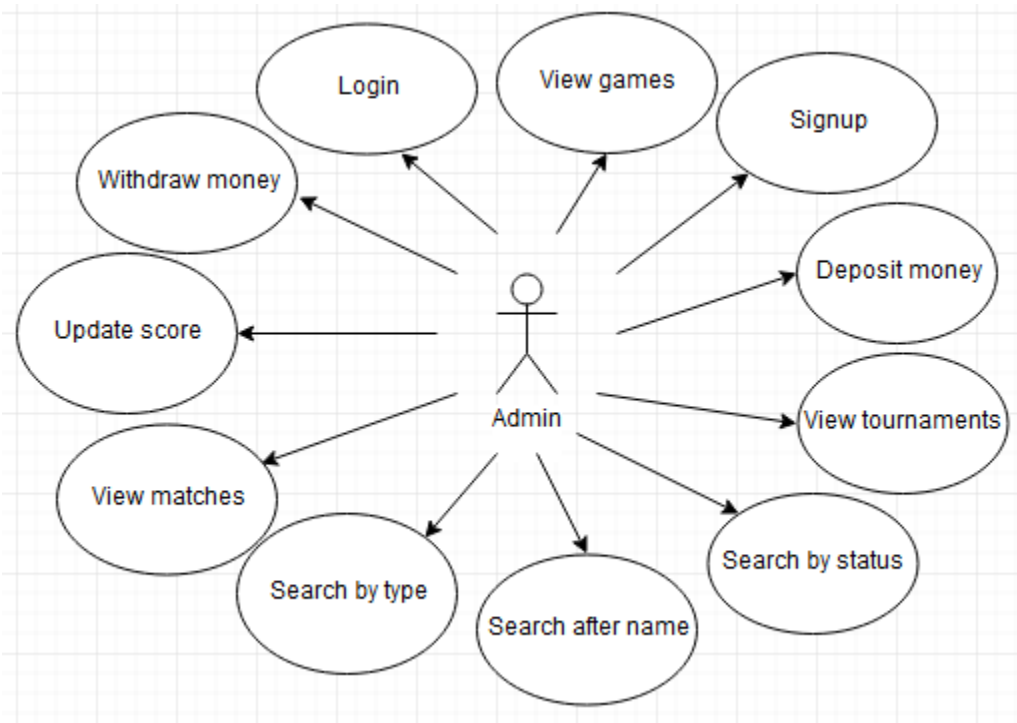 Login
View games
Signup
Withdraw money
Deposit money
Update score
Admin
View tournaments
View matches
Search by status
Search by type
Search after name